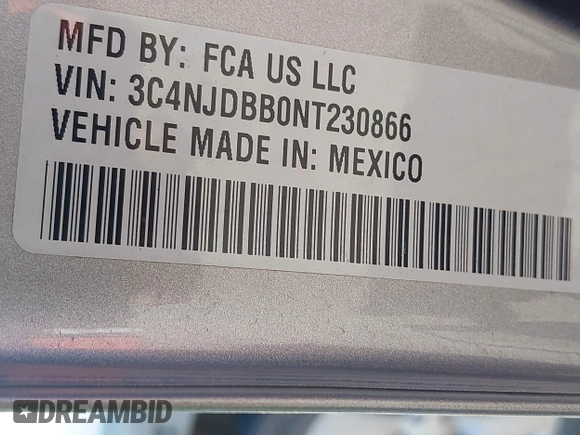 MFD BY: FCA US LLC
VIN: 3C4NJDBB0NT230866
VEHICLE MADE IN: MEXICO
DREAMBID